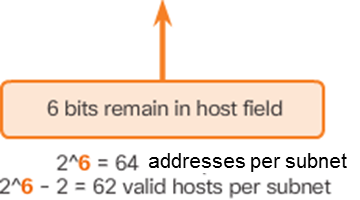 6 bits remain in host field
2^6 = 64 addresses per subnet
2^6 - 2 = 62 valid hosts per subnet